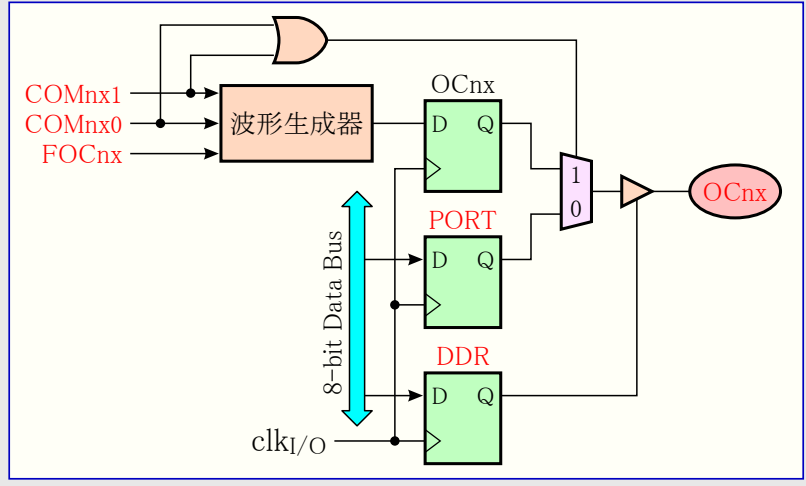 COMnx1
COMnx0
FOCnx
波形生成器
OCnx
D Q
1
0
OCnx
PORT
D Q
8-bit Data Bus
DDR
D Q
clkI/O